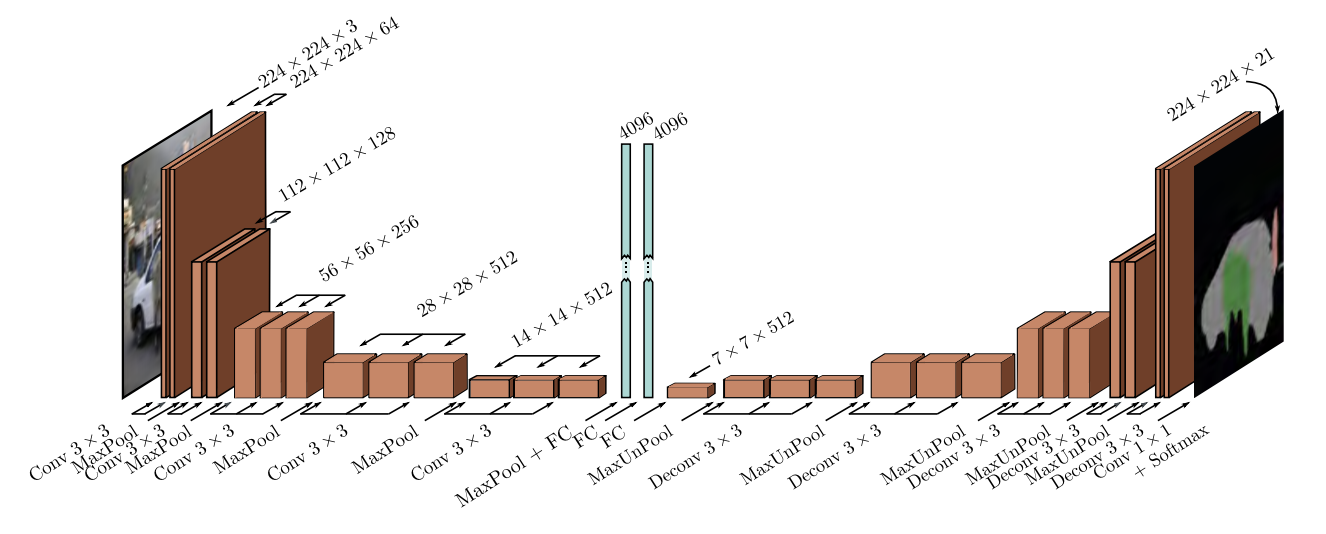 224 × 224 × 3
224 × 224 × 64
112 × 112 × 128
56 × 56 × 256
28 × 28 × 512
14 × 14 × 512
4096
4096
7 × 7 × 512
224 × 224 × 21
Conv 3 × 3
MaxPool
Conv 3 × 3
MaxPool
Conv 3 × 3
MaxPool
Conv 3 × 3
MaxPool
Conv 3 × 3
MaxPool + FC
FC
FC
MaxUnPool
Deconv 3 × 3
MaxUnPool
Deconv 3 × 3
MaxUnPool
Deconv 3 × 3
MaxUnPool
Deconv 3 × 3
MaxUnPool
Deconv 3 × 3
Conv 1 × 1
+ Softmax